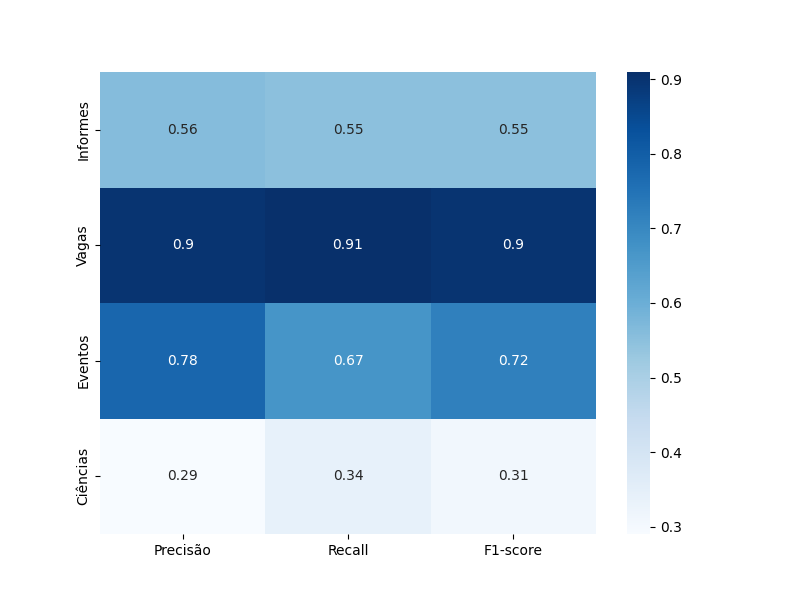 Informes 0.56 0.55 0.55
Vagas 0.9 0.91 0.9
Eventos 0.78 0.67 0.72
Ciências 0.29 0.34 0.31
Precisão Recall F1-score
0.9
0.8
0.7
0.6
0.5
0.4
0.3